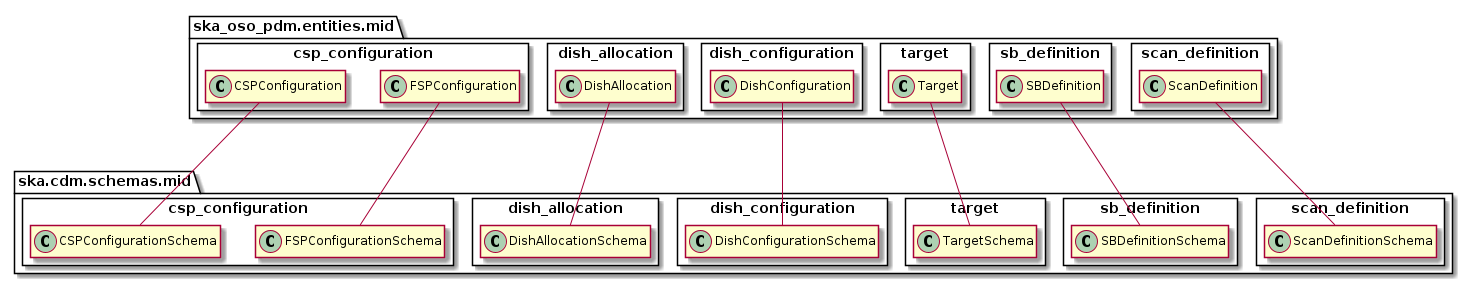 ska_oso_pdm.entities.mid
csp_configuration
dish_allocation
dish_configuration
target
sb_definition
scan_definition
C CSPConfiguration
C FSPConfiguration
C DishAllocation
C DishConfiguration
C Target
C SBDefinition
C ScanDefinition
ska.cdm.schemas.mid
csp_configuration
dish_allocation
dish_configuration
target
sb_definition
scan_definition
C CSPConfigurationSchema
C FSPConfigurationSchema
C DishAllocationSchema
C DishConfigurationSchema
C TargetSchema
C SBDefinitionSchema
C ScanDefinitionSchema